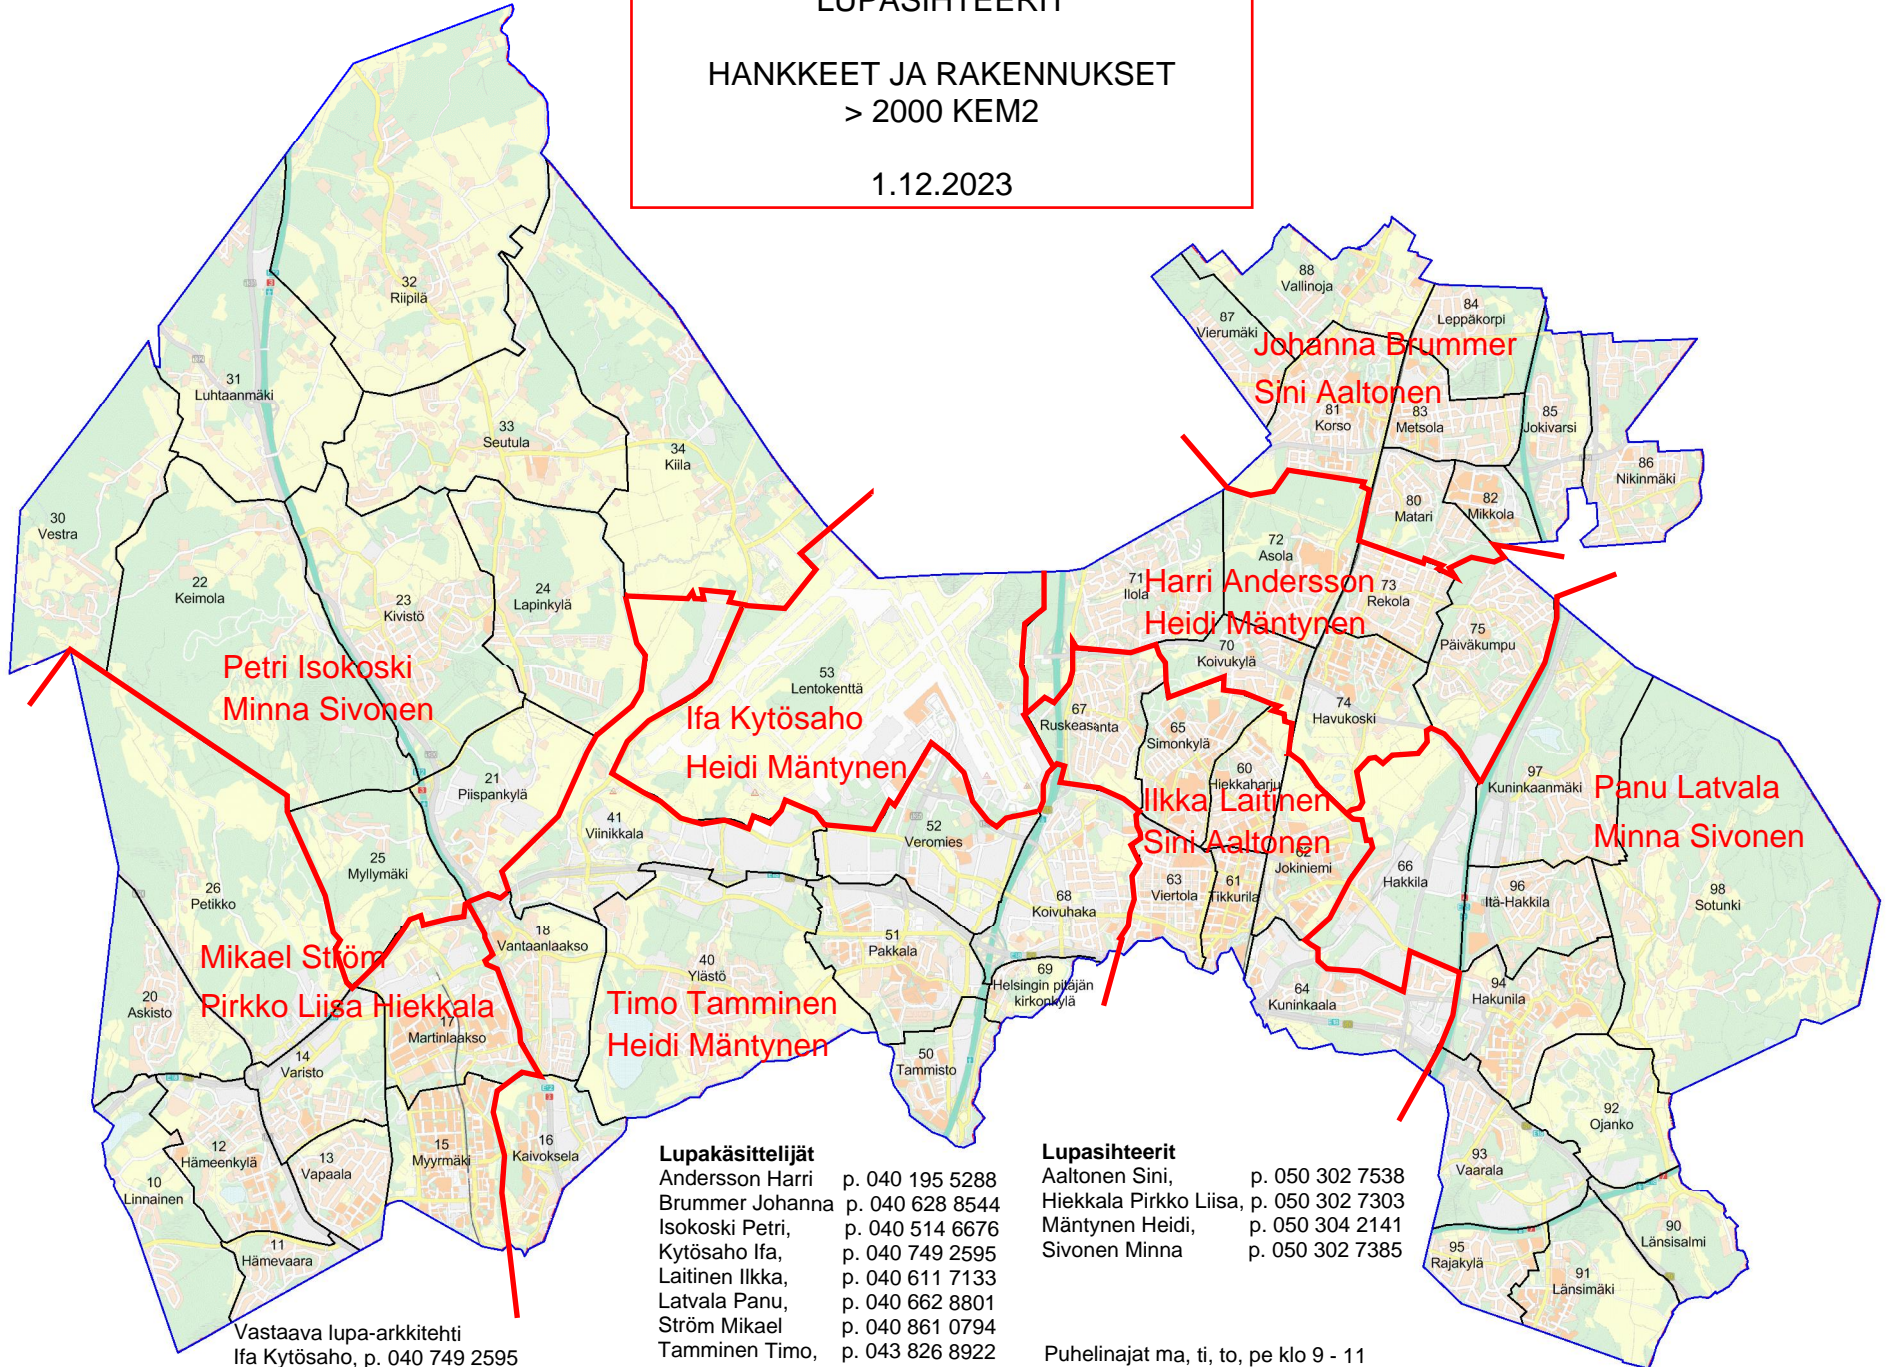 LUPASIHTEERIT
HANKKEET JA RAKENNUKSET
> 2000 KEM2
1.12.2023
88
Vallinoja
84
Leppäkorpi
87
Vierumäki
Johanna Brummer
Sini Aaltonen
81
Korso
83
Metsola
85
Jokivarsi
86
Nikinmäki
80
Matari
82
Mikkola
32
Riipilä
31
Luhtaanmäki
33
Seutula
34
Kiila
30
Vestra
22
Keimola
23
Kivistö
24
Lapinkylä
72
Asola
71
Ilola
Harri Andersson
Heidi Mäntynen
73
Rekola
75
Päiväkumpu
70
Koivukylä
74
Havukoski
Petri Isokoski
Minna Sivonen
53
Lentokenttä
Ifa Kytösaho
Heidi Mäntynen
67
Ruskeasanta
65
Simonkylä
60
Hiekkaharju
Ilkka Laitinen
Sini Aaltonen
62
Jokiniemi
97
Kuninkaanmäki
Panu Latvala
Minna Sivonen
21
Piispankylä
41
Viinikkala
52
Veromies
25
Myllymäki
26
Petikko
63
Viertola
61
Tikkurila
66
Hakkila
96
Itä-Hakkila
98
Sotunki
68
Koivuhaka
18
Vantaanlaakso
51
Pakkala
40
Ylästö
69
Helsingin pitäjän
kirkonkylä
Mikael Ström
Pirkko Liisa Hiekkala
20
Askisto
17
Martinlaakso
Timo Tamminen
Heidi Mäntynen
64
Kuninkaala
94
Hakunila
14
Varisto
50
Tammisto
92
Ojanko
12
Hämeenkylä
13
Vapaala
15
Myyrmäki
16
Kaivoksela
10
Linnainen
93
Vaarala
11
Hämevaara
90
Länsisalmi
95
Rajakylä
91
Länsimäki
Lupakäsittelijät
Andersson Harri p. 040 195 5288
Brummer Johanna p. 040 628 8544
Isokoski Petri, p. 040 514 6676
Kytösaho Ifa, p. 040 749 2595
Laitinen Ilkka, p. 040 611 7133
Latvala Panu, p. 040 662 8801
Ström Mikael p. 040 861 0794
Tamminen Timo, p. 043 826 8922
Lupasihteerit
Aaltonen Sini, p. 050 302 7538
Hiekkala Pirkko Liisa, p. 050 302 7303
Mäntynen Heidi, p. 050 304 2141
Sivonen Minna p. 050 302 7385
Vastaava lupa-arkkitehti
Ifa Kytösaho, p. 040 749 2595
Puhelinajat ma, ti, to, pe klo 9 - 11